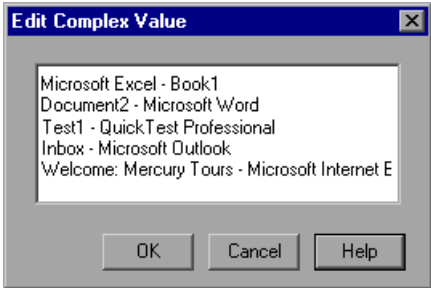 Edit Complex Value
Microsoft Excel - Book1
Document2 - Microsoft Word
Test1 - QuickTest Professional
Inbox - Microsoft Outlook
Welcome: Mercury Tours - Microsoft Internet E
OK
Cancel
Help